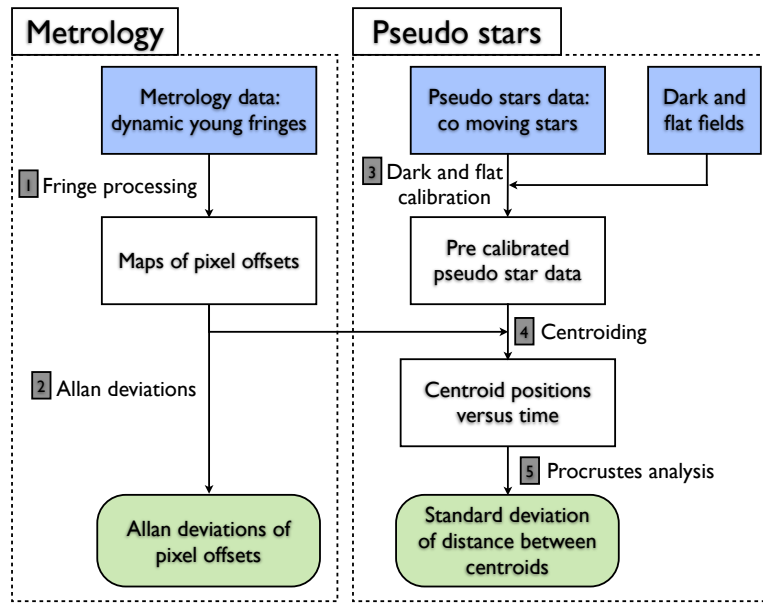 Metrology
Pseudo stars
Metrology data:
dynamic young fringes
Pseudo stars data:
co moving stars
Dark and
flat fields
1 Fringe processing
3 Dark and flat
calibration
Maps of pixel offsets
Pre calibrated
pseudo star data
4 Centroiding
2 Allan deviations
Centroid positions
versus time
5 Procrustes analysis
Allan deviations of
pixel offsets
Standard deviation
of distance between
centroids